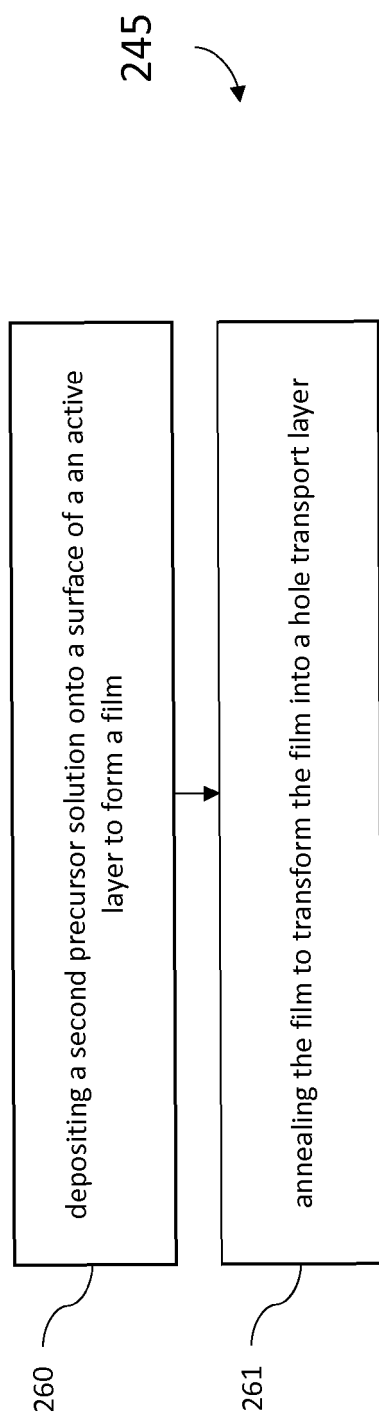 245
260
depositing a second precursor solution onto a surface of a an active
layer to form a film
261
annealing the film to transform the film into a hole transport layer